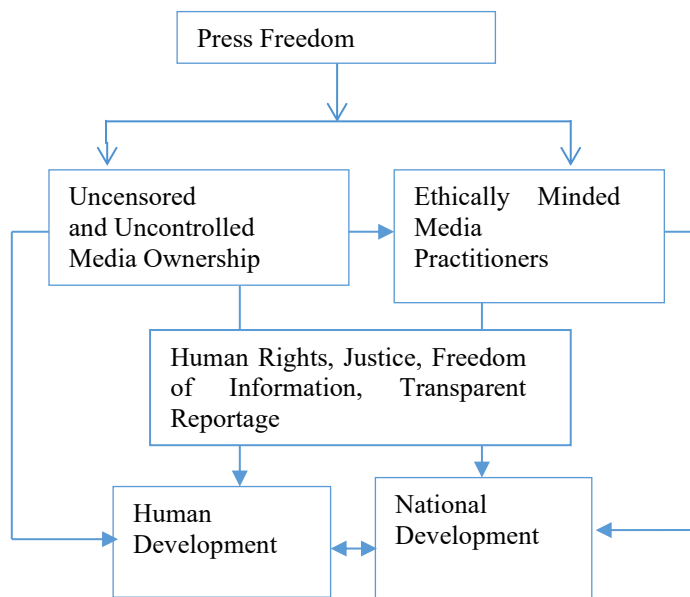 Press Freedom
Uncensored
and Uncontrolled
Media Ownership
Ethically Minded
Media
Practitioners
Human Rights, Justice, Freedom
of Information, Transparent
Reportage
Human
Development
National
Development